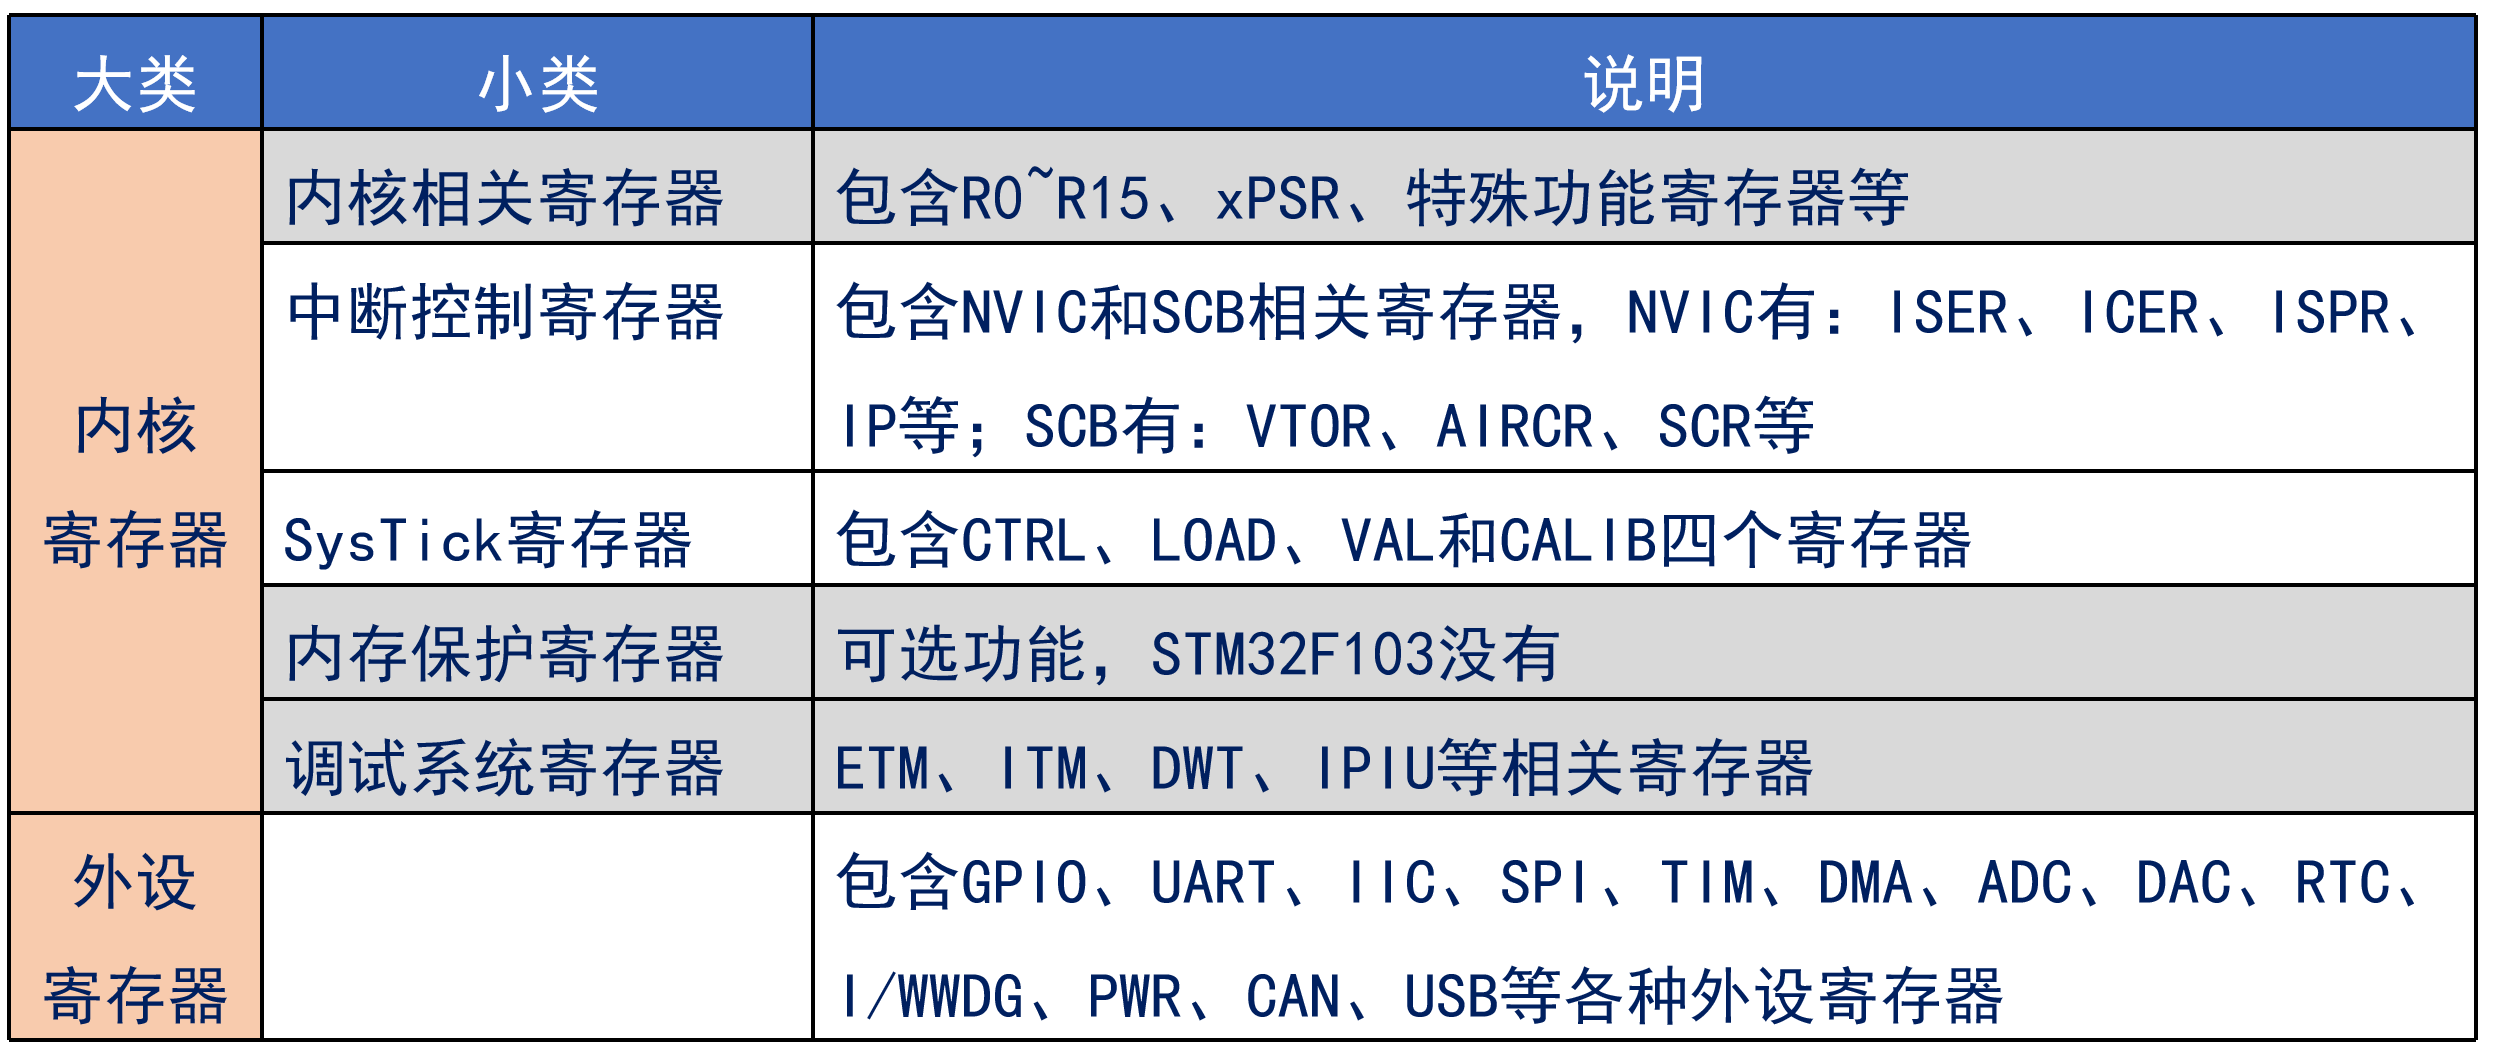 大类 小类 说明
内核相关寄存器 包含R0~R15、xPSR、特殊功能寄存器等
中断控制寄存器 包含NVIC和SCB相关寄存器，NVIC有：ISER、ICER、ISPR、
内核 IP等；SCB有：VTOR、AIRCR、SCR等
寄存器 SysTick寄存器 包含CTRL、LOAD、VAL和CALIB四个寄存器
内存保护寄存器 可选功能，STM32F103没有
调试系统寄存器 ETM、ITM、DWT、IPIU等相关寄存器
外设 包含GPIO、UART、IIC、SPI、TIM、DMA、ADC、DAC、RTC、
寄存器 I/WWDG、PWR、CAN、USB等各种外设寄存器